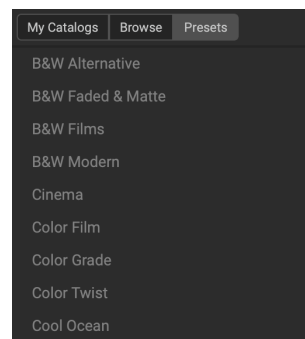 My Catalogs Browse Presets
B&W Alternative
B&W Faded & Matte
B&W Films
B&W Modern
Cinema
Color Film
Color Grade
Color Twist
Cool Ocean